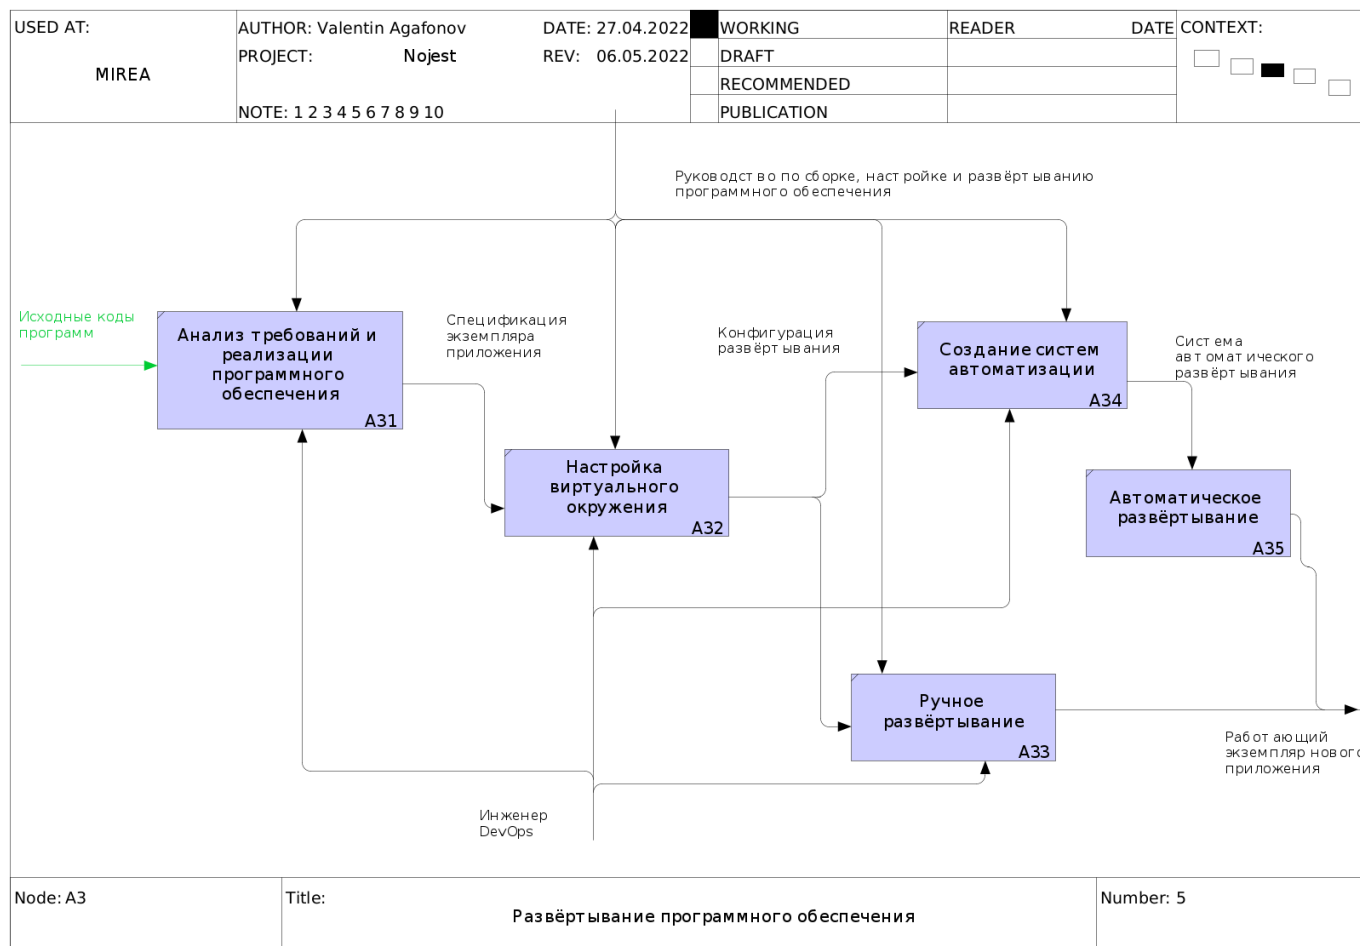 USED AT:
MIREA
AUTHOR: Valentin Agafonov
DATE: 27.04.2022
PROJECT:
Nojest
REV: 06.05.2022
NOTE: 1 2 3 4 5 6 7 8 9 10
WORKING
DRAFT
RECOMMENDED
PUBLICATION
READER
DATE
CONTEXT:
Руководство по сборке, настройке и развёртыванию
программного обеспечения
Исходные коды
программ
Анализ требований и
реализации
программного
обеспечения
A31
Спецификация
экземпляра
приложения
Настройка
виртуального
окружения
A32
Конфигурация
развёртывания
Создание систем
автоматизации
A34
Система
автоматического
развёртывания
Автоматическое
развёртывание
A35
Ручное
развёртывание
A33
Работающий
экземпляр нового
приложения
Инженер
DevOps
Node: A3
Title:
Развёртывание программного обеспечения
Number: 5